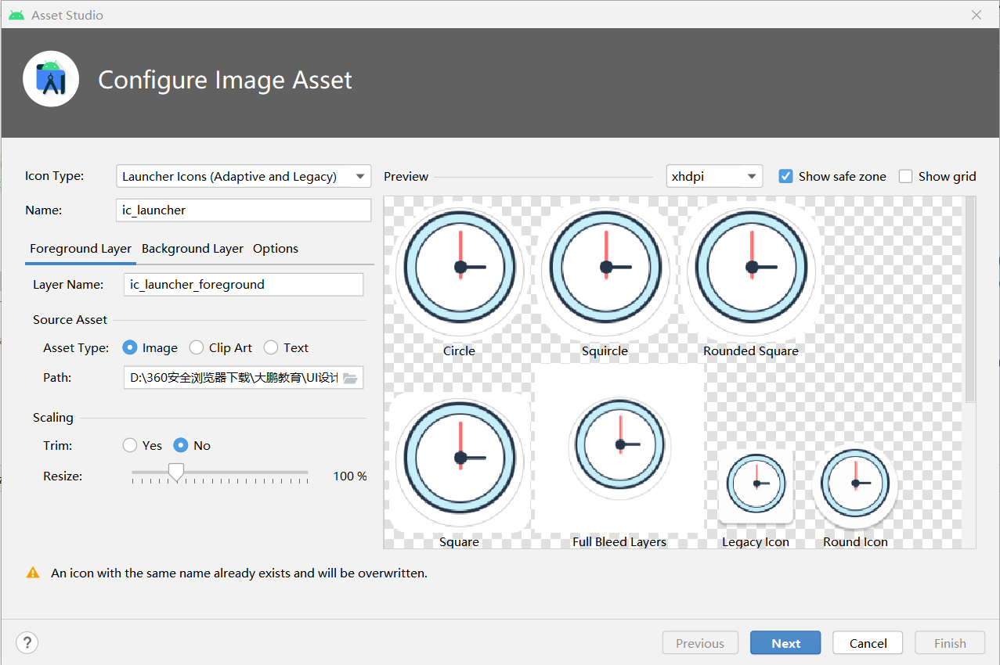 Asset Studio
Configure Image Asset
Icon Type: Launcher Icons (Adaptive and Legacy)
Name: ic_launcher
Foreground Layer Background Layer Options
Layer Name: ic_launcher_foreground
Source Asset
Asset Type: Image Clip Art Text
Path: D:\360安全浏览器下载\大鹏教育\UI设计
Scaling
Trim: Yes No
Resize: 100 %
Preview xhdpi Show safe zone Show grid
Circle Squircle Rounded Square
Square Full Bleed Layers Legacy Icon Round Icon
An icon with the same name already exists and will be overwritten.
? Previous Next Cancel Finish